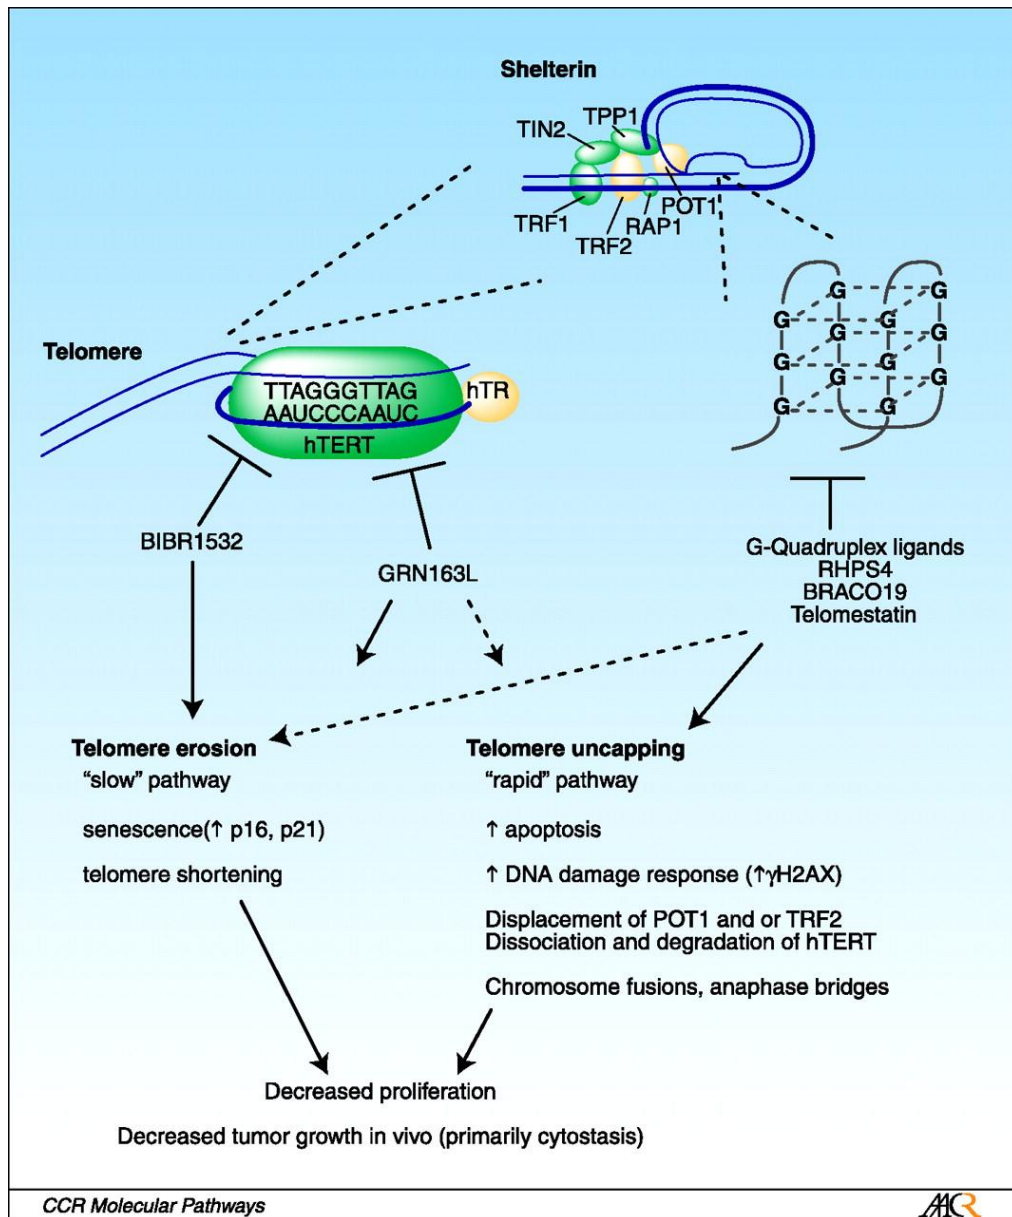 Shelterin
TPP1
TIN2
POT1
TRF1
RAP1
TRF2
G G
G G
G G
G G
G G
G G
Telomere
TTAGGGTTAG
AAUCCCAAUC
hTERT
hTR
BIBR1532
GRN163L
G-Quadruplex ligands
RHPS4
BRACO19
Telomestatin
Telomere erosion
“slow” pathway
senescence(↑ p16, p21)
telomere shortening
Telomere uncapping
“rapid” pathway
↑ apoptosis
↑ DNA damage response (↑γH2AX)
Displacement of POT1 and or TRF2
Dissociation and degradation of hTERT
Chromosome fusions, anaphase bridges
Decreased proliferation
Decreased tumor growth in vivo (primarily cytostasis)
CCR Molecular Pathways
AACR